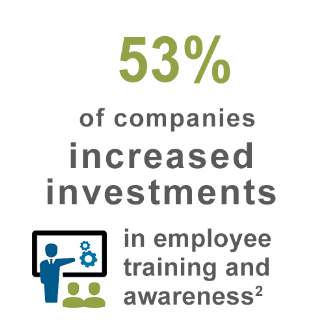 53%
of companies
increased
investments
in employee
training and
awareness²